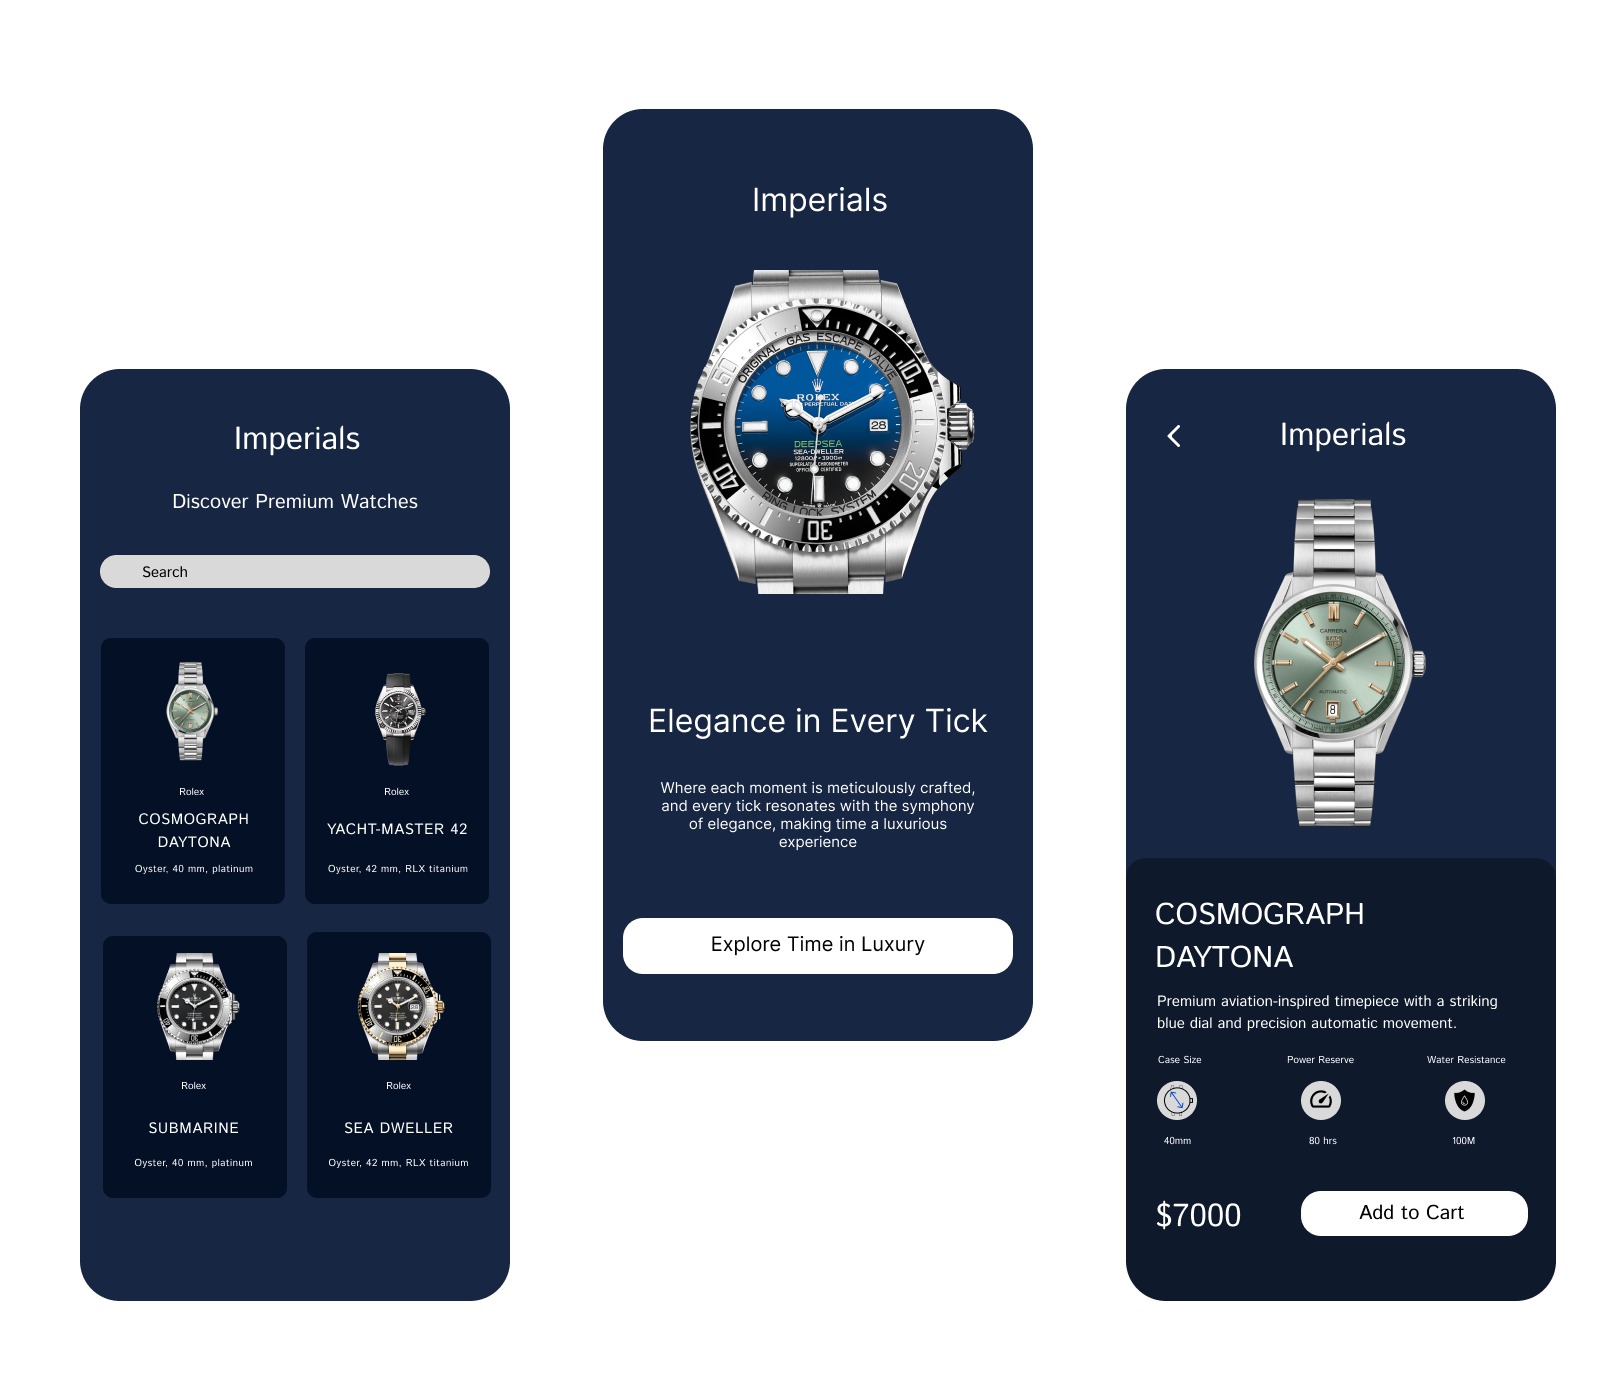 Imperials
Discover Premium Watches
Search
Rolex
COSMOGRAPH
DAYTONA
Oyster, 40 mm, platinum
Rolex
YACHT-MASTER 42
Oyster, 42 mm, RLX titanium
Rolex
SUBMARINE
Oyster, 40 mm, platinum
Rolex
SEA DWELLER
Oyster, 42 mm, RLX titanium
Imperials
ORIGINAL GAS ESCAPE VALVE
50
10
ROLEX
28
DEEPSEA
SEA-DWELLER
40
20
RING LOCK SYSTEM
30
Elegance in Every Tick
Where each moment is meticulously crafted,
and every tick resonates with the symphony
of elegance, making time a luxurious
experience
Explore Time in Luxury
Imperials
CARRERA
AUTOMATIC
8
COSMOGRAPH
DAYTONA
Premium aviation-inspired timepiece with a striking
blue dial and precision automatic movement.
Case Size
Power Reserve
Water Resistance
40mm
80 hrs
100M
$7000
Add to Cart